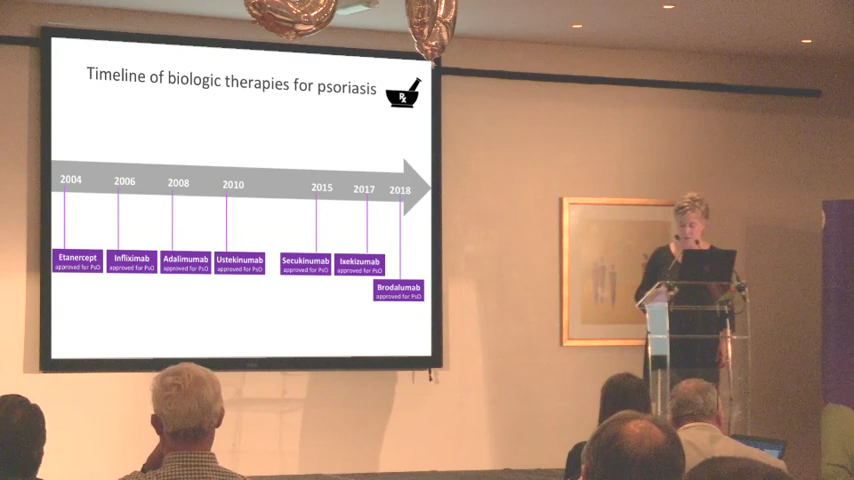 Timeline of biologic therapies for psoriasis
Rx
2004 2006 2008 2010 2015 2017 2018
Etanercept
approved for PsO
Infliximab
approved for PsO
Adalimumab
approved for PsO
Ustekinumab
approved for PsO
Secukinumab
approved for PsO
Ixekizumab
approved for PsO
Brodalumab
approved for PsO